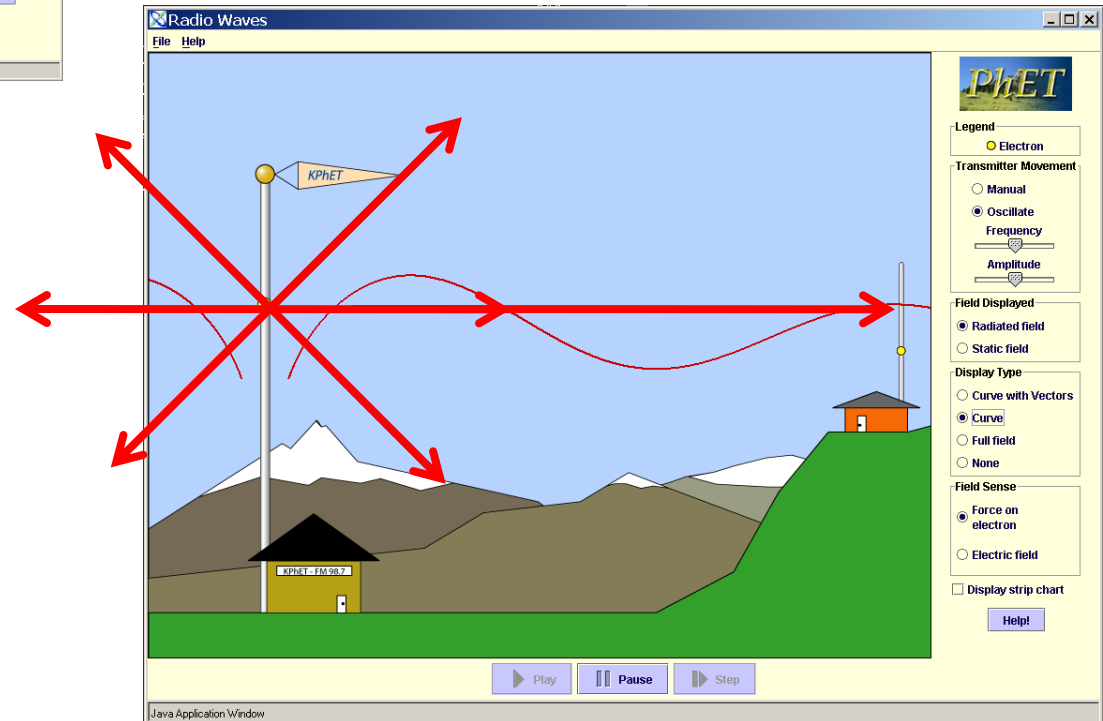 Radio Waves
File Help
KPhET
KPhET - FM 98.7
PhET
Legend
Electron
Transmitter Movement
Manual
Oscillate
Frequency
Amplitude
Field Displayed
Radiated field
Static field
Display Type
Curve with Vectors
Curve
Full field
None
Field Sense
Force on
electron
Electric field
Display strip chart
Help!
Play Pause Step
Java Application Window